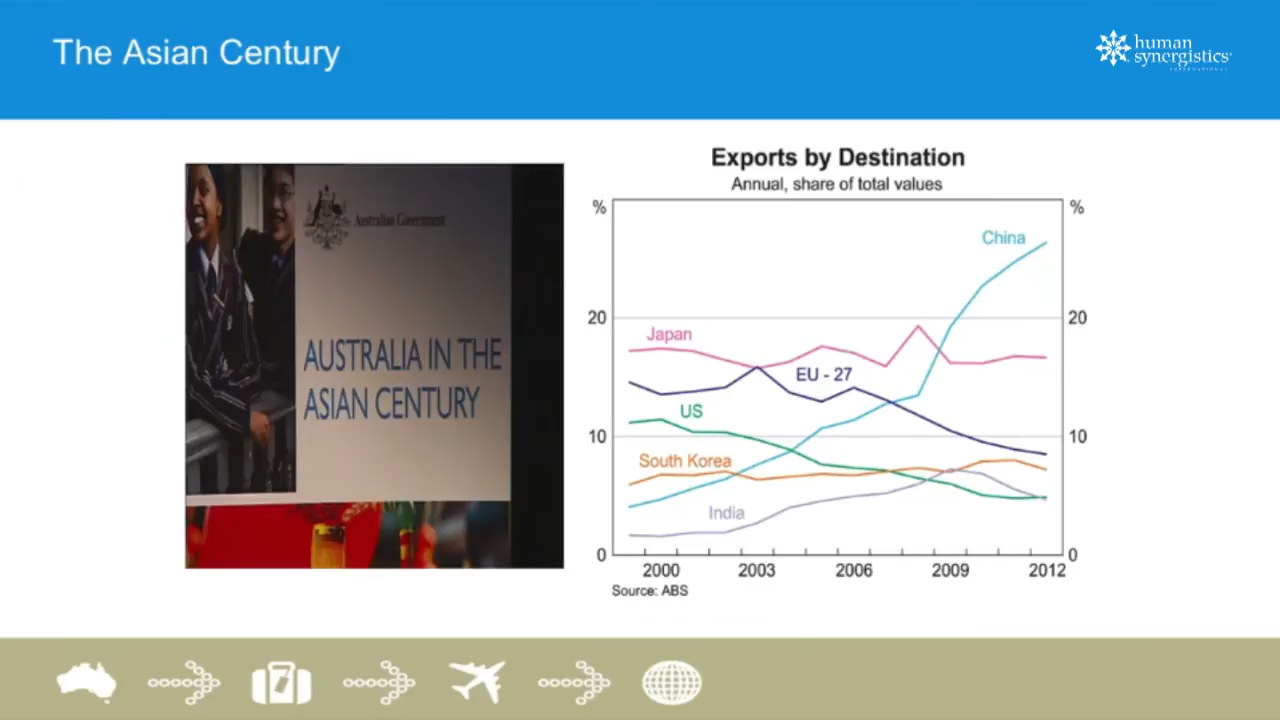 The Asian Century
human
synergistics
INTERNATIONAL
Australian Government
AUSTRALIA IN THE
ASIAN CENTURY
Exports by Destination
Annual, share of total values
%
%
China
20
20
Japan
EU - 27
US
10
10
South Korea
India
0
0
2000
2003
2006
2009
2012
Source: ABS
7